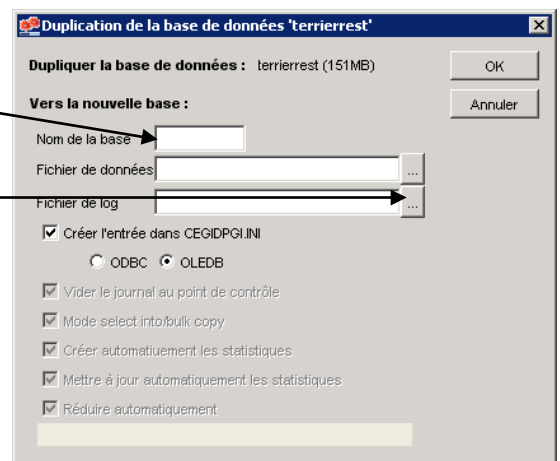 Duplication de la base de données 'terrierrest'
Dupliquer la base de données : terrierrest (151MB)
OK
Vers la nouvelle base :
Annuler
Nom de la base
Fichier de données
...
Fichier de log
...
Créer l'entrée dans CEGIDPGI.INI
ODBC OLEDB
Vider le journal au point de contrôle
Mode select into/bulk copy
Créer automatiuement les statistiques
Mettre à jour automatiquement les statistiques
Réduire automatiquement